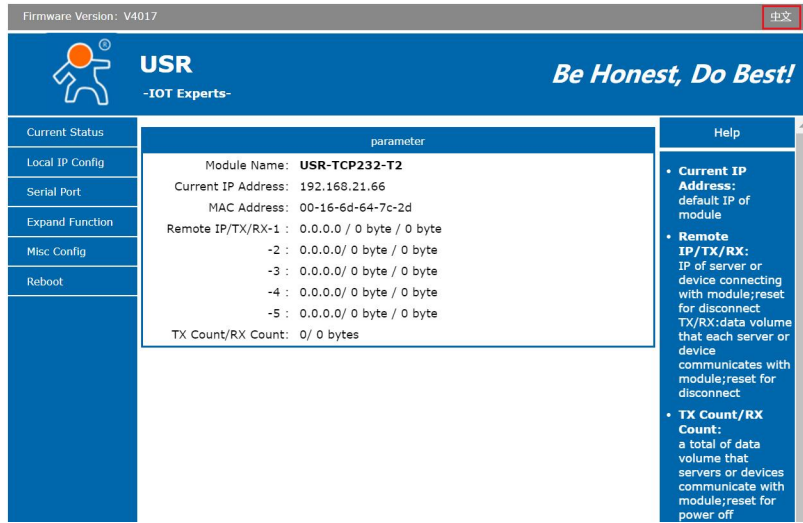 Firmware Version: V4017
中文
®
USR
-IOT Experts-
Be Honest, Do Best!
Current Status
Local IP Config
Serial Port
Expand Function
Misc Config
Reboot
parameter
Module Name: USR-TCP232-T2
Current IP Address: 192.168.21.66
MAC Address: 00-16-6d-64-7c-2d
Remote IP/TX/RX-1 : 0.0.0.0 / 0 byte / 0 byte
-2 : 0.0.0.0/ 0 byte / 0 byte
-3 : 0.0.0.0/ 0 byte / 0 byte
-4 : 0.0.0.0/ 0 byte / 0 byte
-5 : 0.0.0.0/ 0 byte / 0 byte
TX Count/RX Count: 0/ 0 bytes
Help
• Current IP
Address:
default IP of
module
• Remote
IP/TX/RX:
IP of server or
device connecting
with module;reset
for disconnect
TX/RX:data volume
that each server or
device
communicates with
module;reset for
disconnect
• TX Count/RX
Count:
a total of data
volume that
servers or devices
communicate with
module;reset for
power off